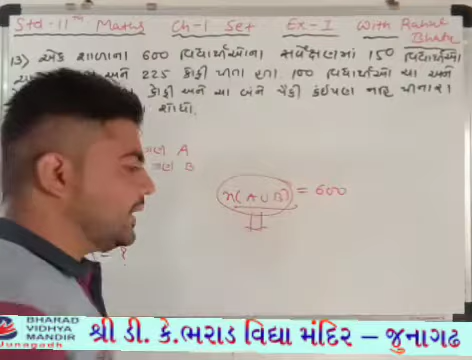 Std-11th Maths Ch-1 Set Ex-1 With Rahul Bhatu
13) એક શાળાના 600 વિદ્યાર્થીઓના સર્વેક્ષણમાં 150 વિદ્યાર્થીઓ
અને 225 કોફી પીતા હતા. 100 વિદ્યાર્થીઓ ચા અને
કોફી અને ચા બંને પૈકી કંઈપણ નહિ પીનારા
શોધો.
A
B
n(A∪B) = 600
= ?
BHARAD
VIDHYA
MANDIR
Junagadh
શ્રી ડી. કે.ભરાડ વિદ્યા મંદિર – જુનાગઢ